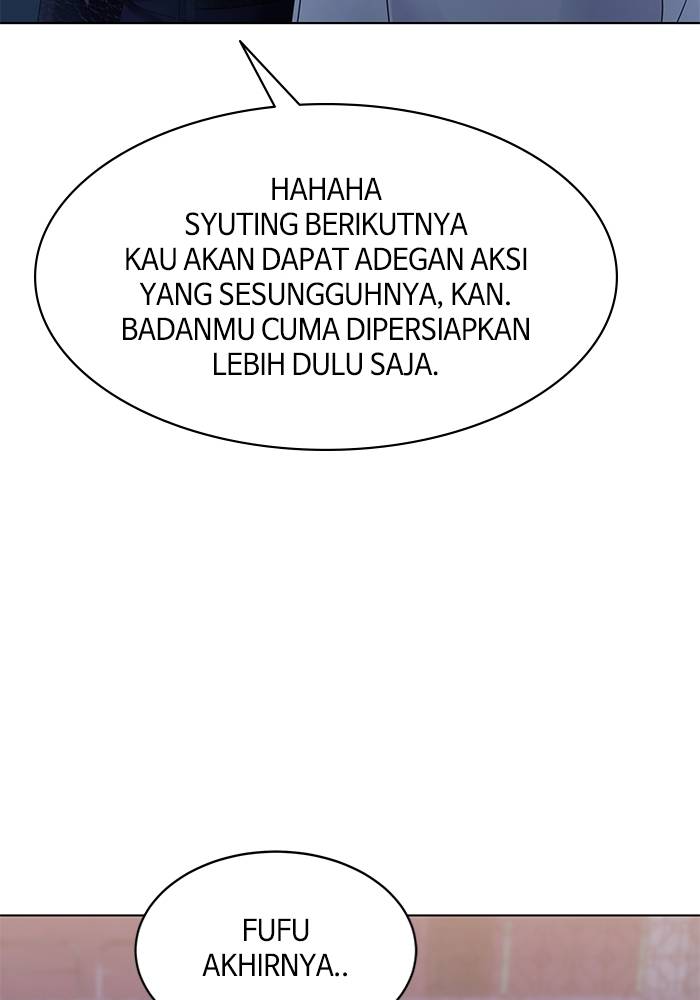 HAHAHA
SYUTING BERIKUTNYA
KAU AKAN DAPAT ADEGAN AKSI
YANG SESUNGGUHNYA, KAN.
BADANMU CUMA DIPERSIAPKAN
LEBIH DULU SAJA.
FUFU
AKHIRNYA..